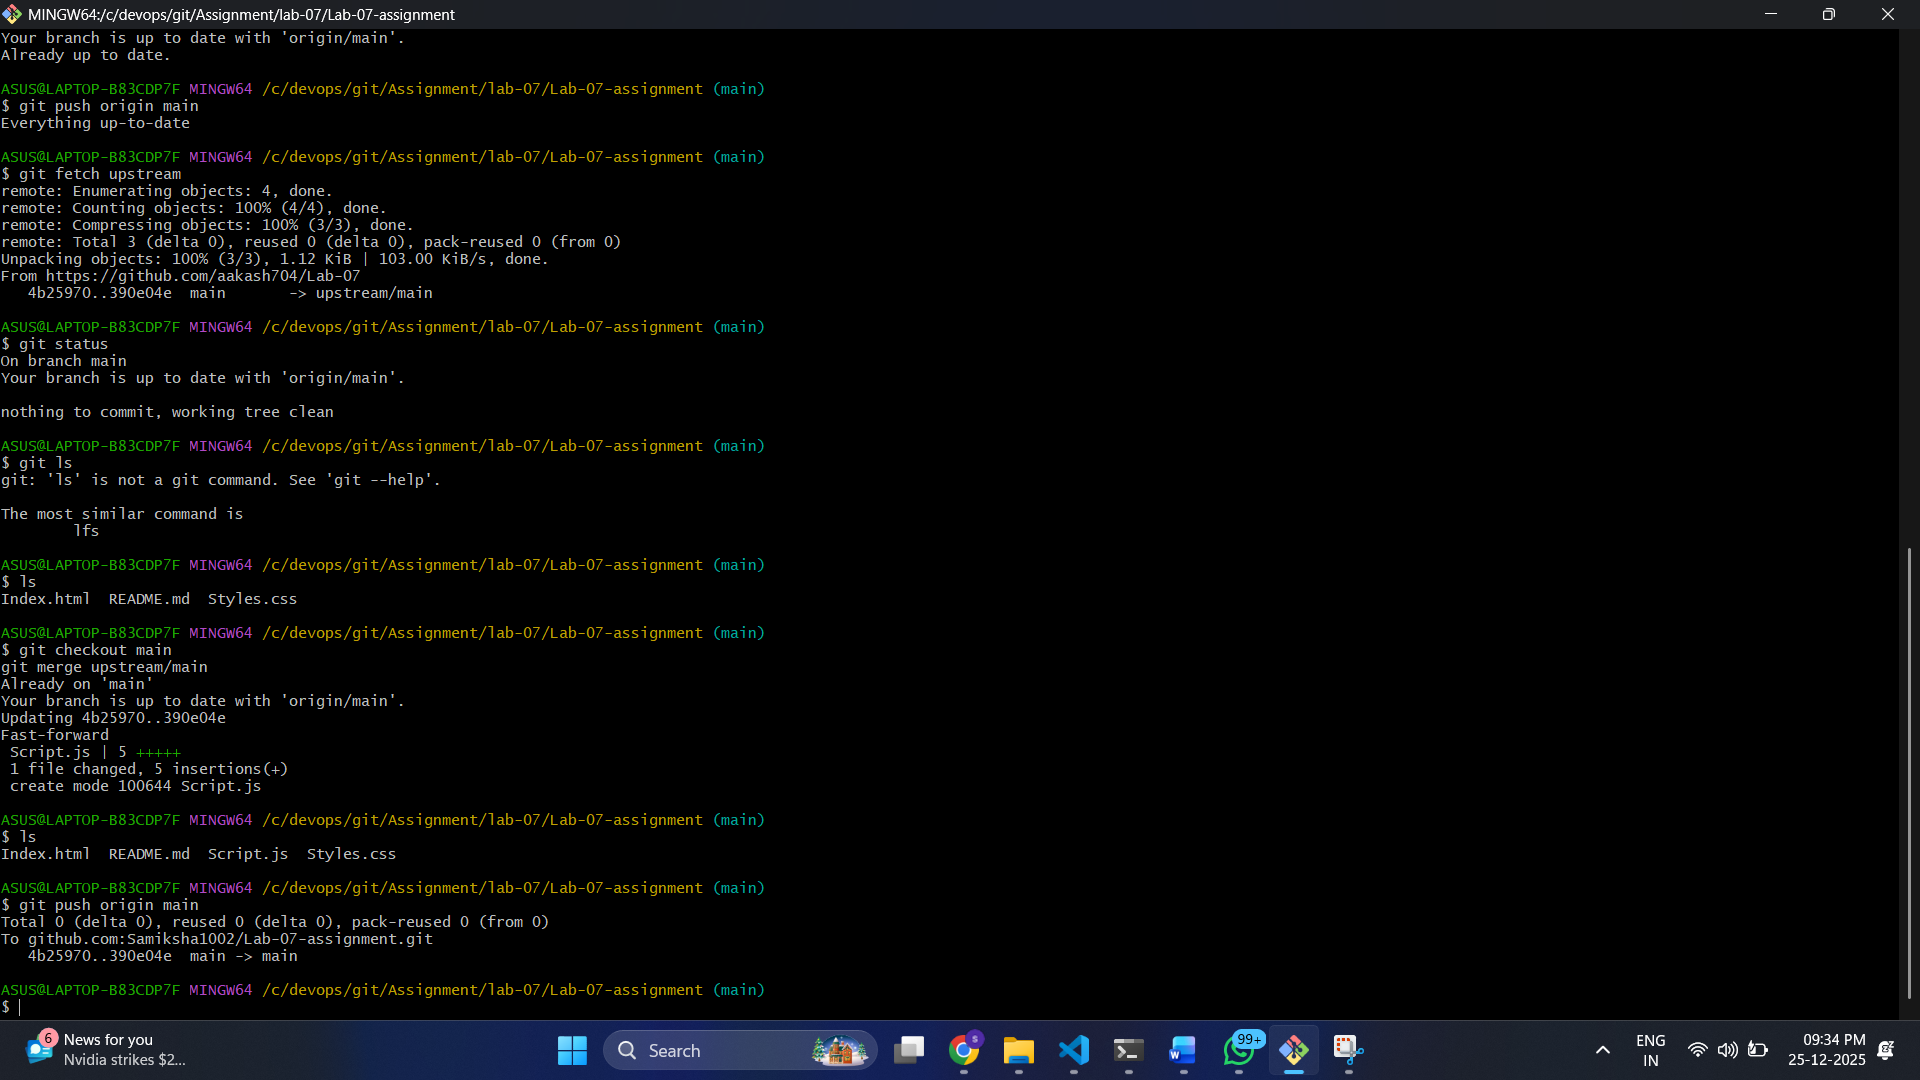 MINGW64:/c/devops/git/Assignment/lab-07/Lab-07-assignment
Your branch is up to date with 'origin/main'.
Already up to date.
ASUS@LAPTOP-B83CDP7F MINGW64 /c/devops/git/Assignment/lab-07/Lab-07-assignment (main)
$ git push origin main
Everything up-to-date
ASUS@LAPTOP-B83CDP7F MINGW64 /c/devops/git/Assignment/lab-07/Lab-07-assignment (main)
$ git fetch upstream
remote: Enumerating objects: 4, done.
remote: Counting objects: 100% (4/4), done.
remote: Compressing objects: 100% (3/3), done.
remote: Total 3 (delta 0), reused 0 (delta 0), pack-reused 0 (from 0)
Unpacking objects: 100% (3/3), 1.12 KiB | 103.00 KiB/s, done.
From https://github.com/aakash704/Lab-07
   4b25970..390e04e  main       -> upstream/main
ASUS@LAPTOP-B83CDP7F MINGW64 /c/devops/git/Assignment/lab-07/Lab-07-assignment (main)
$ git status
On branch main
Your branch is up to date with 'origin/main'.
nothing to commit, working tree clean
ASUS@LAPTOP-B83CDP7F MINGW64 /c/devops/git/Assignment/lab-07/Lab-07-assignment (main)
$ git ls
git: 'ls' is not a git command. See 'git --help'.
The most similar command is
        lfs
ASUS@LAPTOP-B83CDP7F MINGW64 /c/devops/git/Assignment/lab-07/Lab-07-assignment (main)
$ ls
Index.html  README.md  Styles.css
ASUS@LAPTOP-B83CDP7F MINGW64 /c/devops/git/Assignment/lab-07/Lab-07-assignment (main)
$ git checkout main
git merge upstream/main
Already on 'main'
Your branch is up to date with 'origin/main'.
Updating 4b25970..390e04e
Fast-forward
 Script.js | 5 +++++
 1 file changed, 5 insertions(+)
 create mode 100644 Script.js
ASUS@LAPTOP-B83CDP7F MINGW64 /c/devops/git/Assignment/lab-07/Lab-07-assignment (main)
$ ls
Index.html  README.md  Script.js  Styles.css
ASUS@LAPTOP-B83CDP7F MINGW64 /c/devops/git/Assignment/lab-07/Lab-07-assignment (main)
$ git push origin main
Total 0 (delta 0), reused 0 (delta 0), pack-reused 0 (from 0)
To github.com:Samiksha1002/Lab-07-assignment.git
   4b25970..390e04e  main -> main
ASUS@LAPTOP-B83CDP7F MINGW64 /c/devops/git/Assignment/lab-07/Lab-07-assignment (main)
$
6 News for you
Nvidia strikes $2...
Search
99+
ENG
IN
09:34 PM
25-12-2025